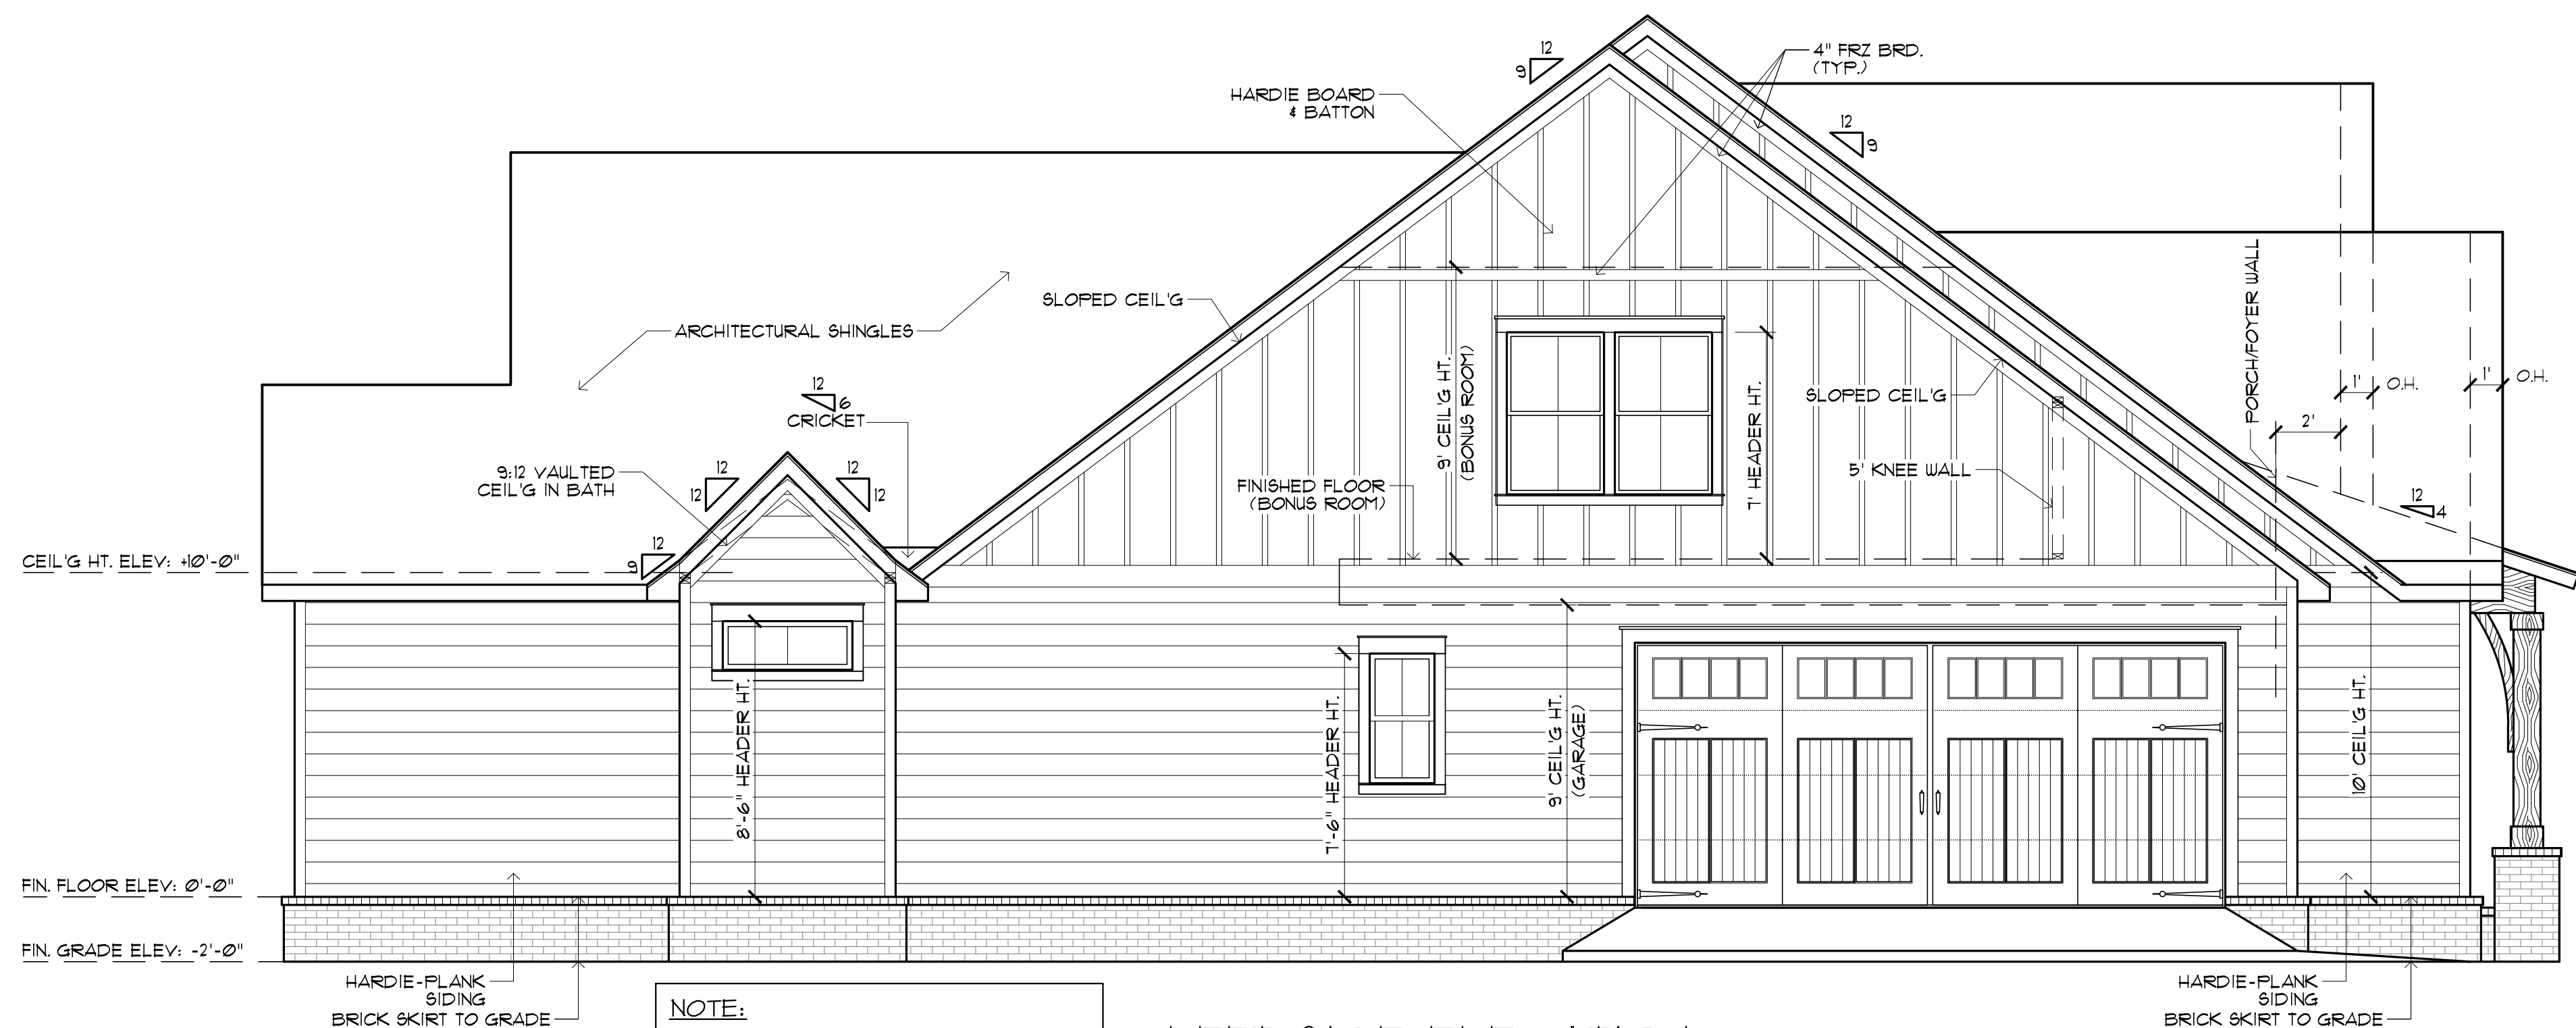 12
9
4" FRZ BRD.
(TYP.)
HARDIE BOARD
& BATTON
12
9
SLOPED CEIL'G
ARCHITECTURAL SHINGLES
PORCH/FOYER WALL
1'
O.H.
1'
O.H.
2'
12
6
CRICKET
9' CEIL'G HT.
(BONUS ROOM)
7' HEADER HT.
SLOPED CEIL'G
9:12 VAULTED
CEIL'G IN BATH
12
12
12
12
FINISHED FLOOR
(BONUS ROOM)
5' KNEE WALL
12
4
CEIL'G HT. ELEV: +10'-0"
12
9
8'-6" HEADER HT.
7'-6" HEADER HT.
9' CEIL'G HT.
(GARAGE)
10' CEIL'G HT.
FIN. FLOOR ELEV: 0'-0"
FIN. GRADE ELEV: -2'-0"
HARDIE-PLANK
SIDING
BRICK SKIRT TO GRADE
NOTE:
HARDIE-PLANK
SIDING
BRICK SKIRT TO GRADE